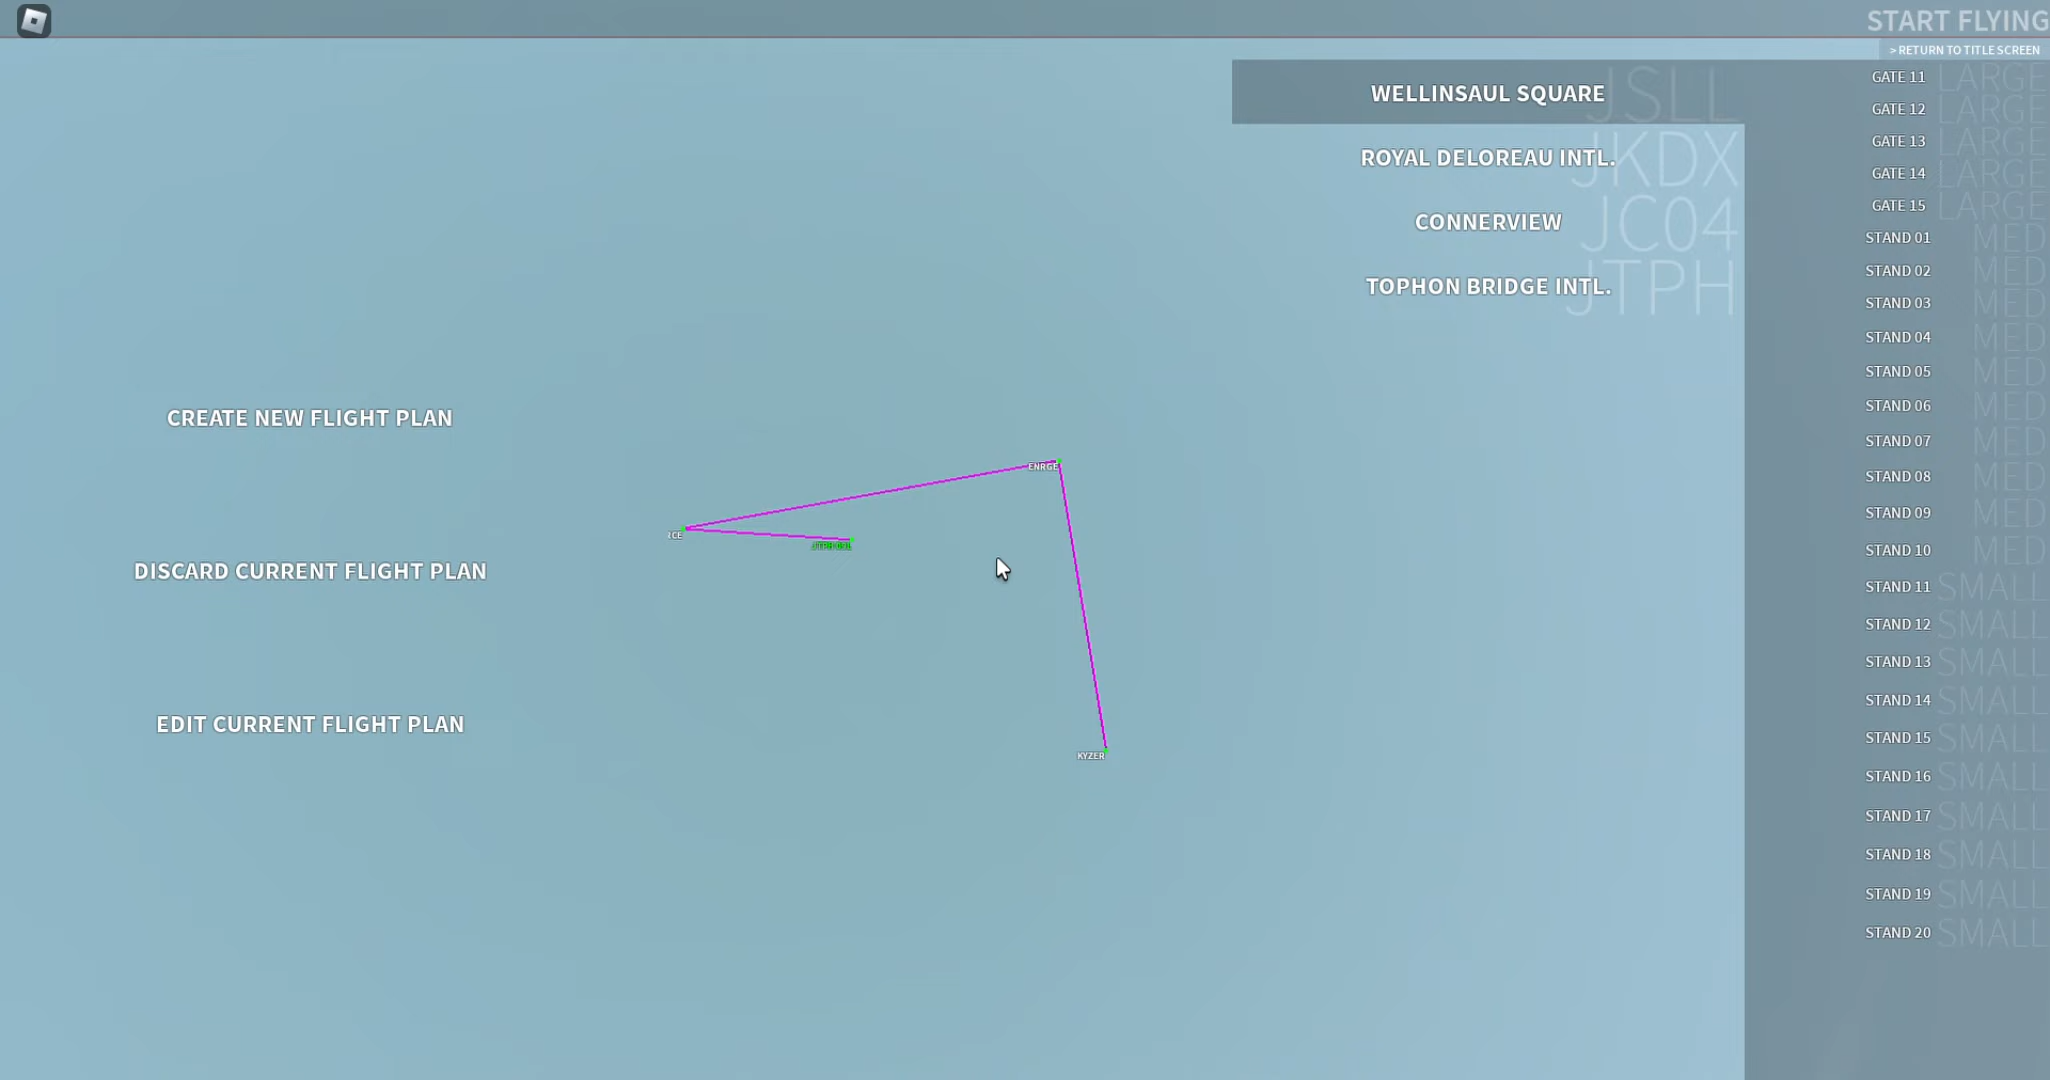 START FLYING
> RETURN TO TITLE SCREEN
WELLINSAUL SQUARE
JSLL
ROYAL DELOREAU INTL.
JKDX
CONNERVIEW
JC04
TOPHON BRIDGE INTL.
JTPH
GATE 11 LARGE
GATE 12 LARGE
GATE 13 LARGE
GATE 14 LARGE
GATE 15 LARGE
STAND 01 MED
STAND 02 MED
STAND 03 MED
STAND 04 MED
STAND 05 MED
STAND 06 MED
STAND 07 MED
STAND 08 MED
STAND 09 MED
STAND 10 MED
STAND 11 SMALL
STAND 12 SMALL
STAND 13 SMALL
STAND 14 SMALL
STAND 15 SMALL
STAND 16 SMALL
STAND 17 SMALL
STAND 18 SMALL
STAND 19 SMALL
STAND 20 SMALL
CREATE NEW FLIGHT PLAN
DISCARD CURRENT FLIGHT PLAN
EDIT CURRENT FLIGHT PLAN
ENRGE
KYZER